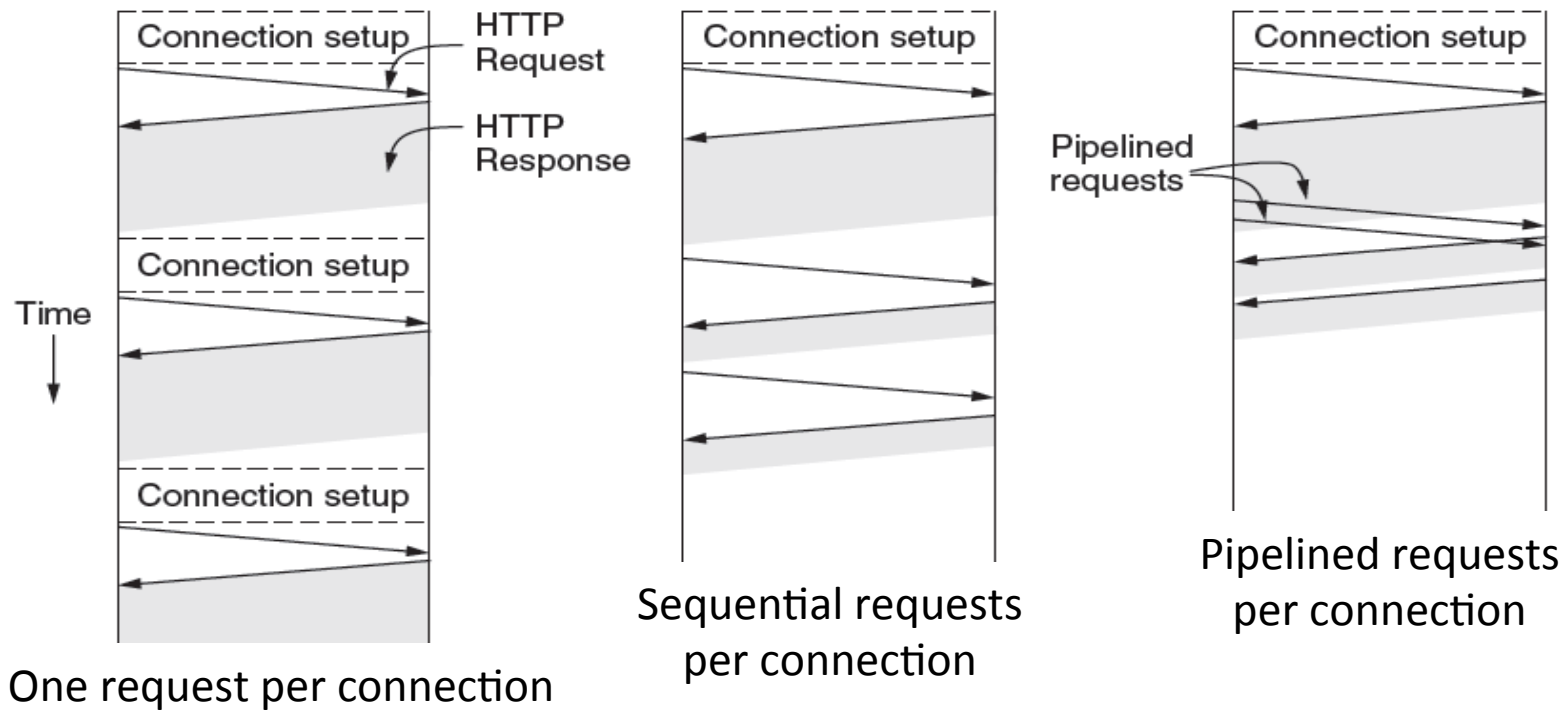 Connection setup
HTTP
Request
HTTP
Response
Connection setup
Time
Connection setup
One request per connection
Connection setup
Sequential requests
per connection
Connection setup
Pipelined
requests
Pipelined requests
per connection